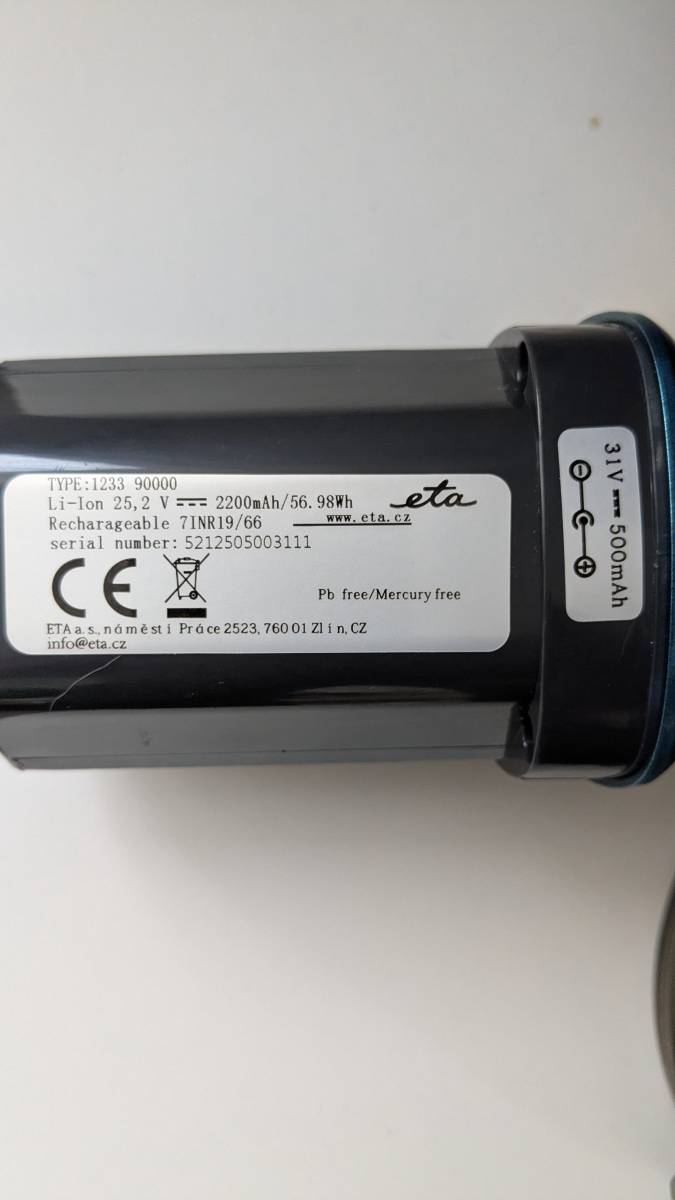 TYPE:1233 90000
Li-Ion 25,2 V 2200mAh/56.98Wh
Recharageable 7INR19/66
serial number: 5212505003111
eta
www.eta.cz
CE
Pb free/Mercury free
ETA a. s., náměstí Práce 2523, 760 01 Zlín, CZ
info@eta.cz
31V 500mAh